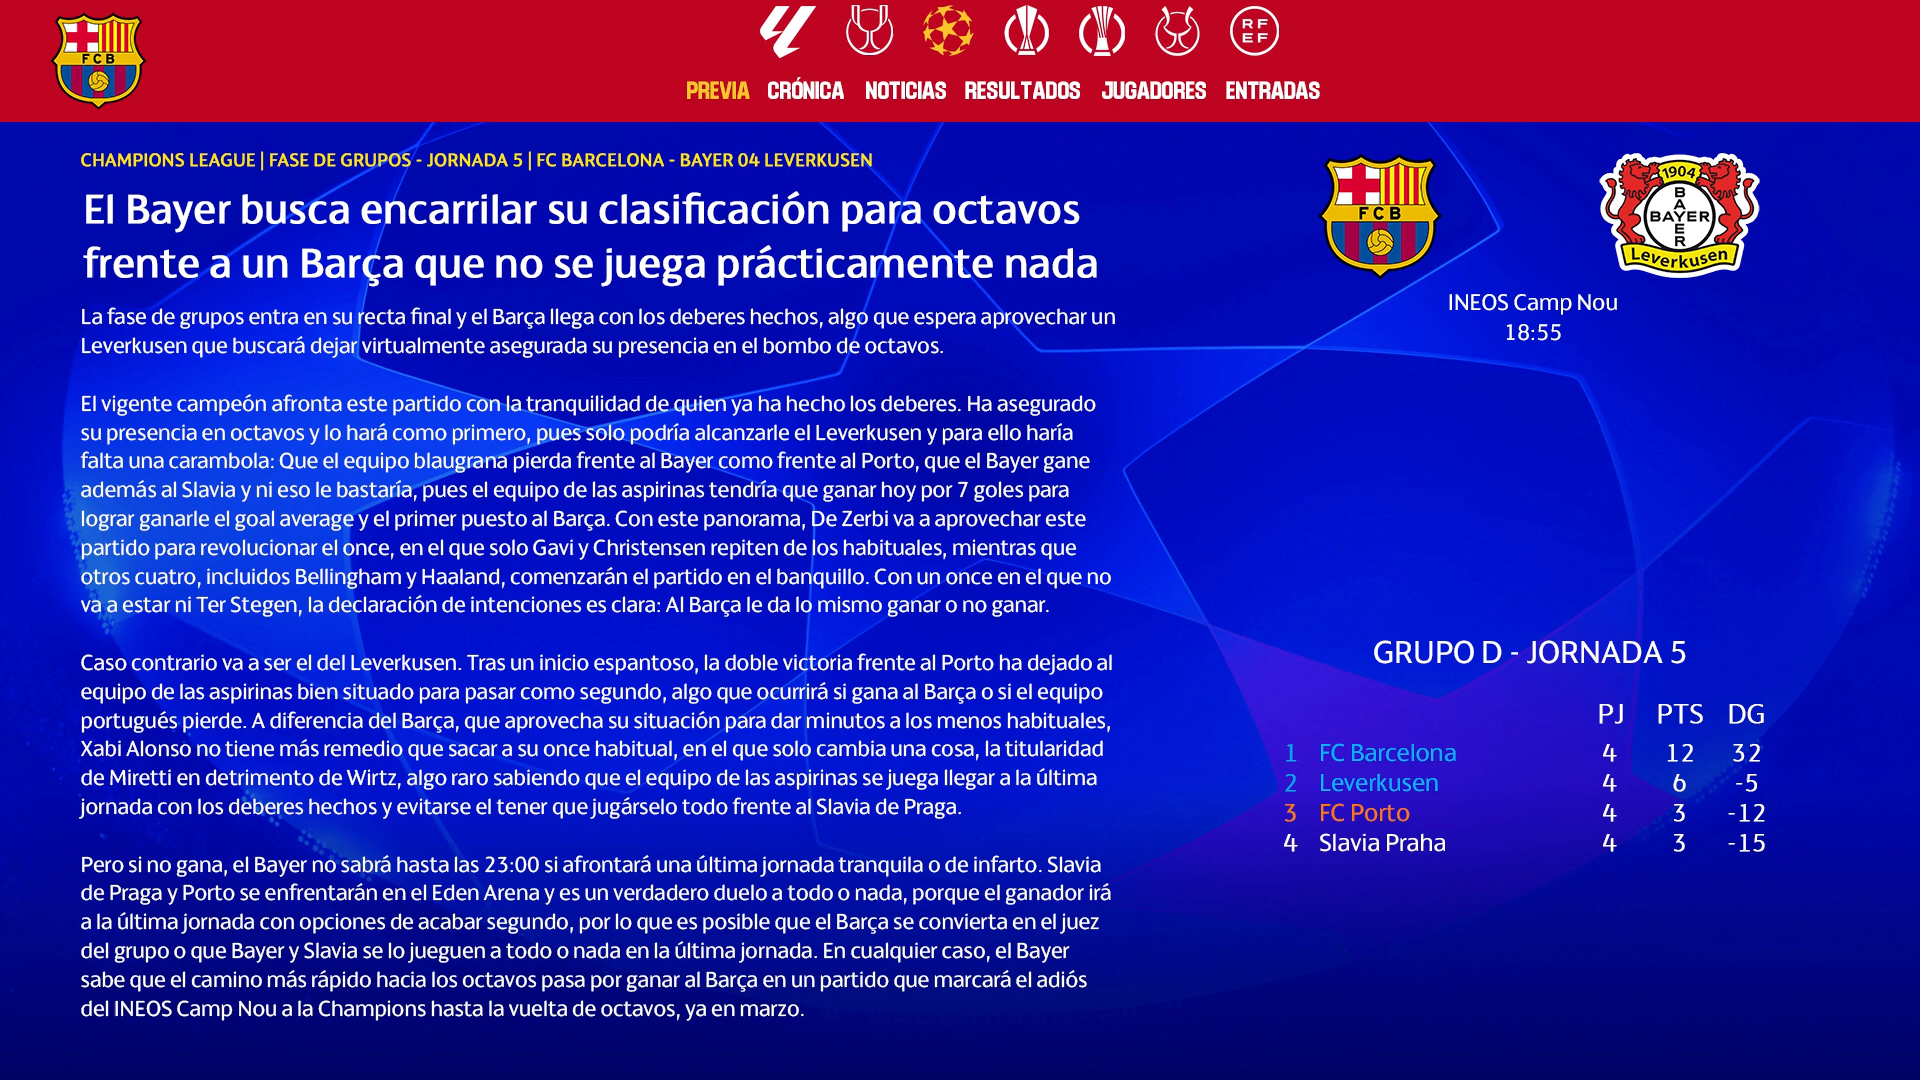 FCB
RF
EF
PREVIA CRÓNICA NOTICIAS RESULTADOS JUGADORES ENTRADAS
CHAMPIONS LEAGUE | FASE DE GRUPOS - JORNADA 5 | FC BARCELONA - BAYER 04 LEVERKUSEN
El Bayer busca encarrilar su clasificación para octavos
frente a un Barça que no se juega prácticamente nada
La fase de grupos entra en su recta final y el Barça llega con los deberes hechos, algo que espera aprovechar un
Leverkusen que buscará dejar virtualmente asegurada su presencia en el bombo de octavos.
El vigente campeón afronta este partido con la tranquilidad de quien ya ha hecho los deberes. Ha asegurado
su presencia en octavos y lo hará como primero, pues solo podría alcanzarle el Leverkusen y para ello haría
falta una carambola: Que el equipo blaugrana pierda frente al Bayer como frente al Porto, que el Bayer gane
además al Slavia y ni eso le bastaría, pues el equipo de las aspirinas tendría que ganar hoy por 7 goles para
lograr ganarle el goal average y el primer puesto al Barça. Con este panorama, De Zerbi va a aprovechar este
partido para revolucionar el once, en el que solo Gavi y Christensen repiten de los habituales, mientras que
otros cuatro, incluidos Bellingham y Haaland, comenzarán el partido en el banquillo. Con un once en el que no
va a estar ni Ter Stegen, la declaración de intenciones es clara: Al Barça le da lo mismo ganar o no ganar.
Caso contrario va a ser el del Leverkusen. Tras un inicio espantoso, la doble victoria frente al Porto ha dejado al
equipo de las aspirinas bien situado para pasar como segundo, algo que ocurrirá si gana al Barça o si el equipo
portugués pierde. A diferencia del Barça, que aprovecha su situación para dar minutos a los menos habituales,
Xabi Alonso no tiene más remedio que sacar a su once habitual, en el que solo cambia una cosa, la titularidad
de Miretti en detrimento de Wirtz, algo raro sabiendo que el equipo de las aspirinas se juega llegar a la última
jornada con los deberes hechos y evitarse el tener que jugárselo todo frente al Slavia de Praga.
Pero si no gana, el Bayer no sabrá hasta las 23:00 si afrontará una última jornada tranquila o de infarto. Slavia
de Praga y Porto se enfrentarán en el Eden Arena y es un verdadero duelo a todo o nada, porque el ganador irá
a la última jornada con opciones de acabar segundo, por lo que es posible que el Barça se convierta en el juez
del grupo o que Bayer y Slavia se lo jueguen a todo o nada en la última jornada. En cualquier caso, el Bayer
sabe que el camino más rápido hacia los octavos pasa por ganar al Barça en un partido que marcará el adiós
del INEOS Camp Nou a la Champions hasta la vuelta de octavos, ya en marzo.
FCB
1904
BAYER
BAYER
Leverkusen
INEOS Camp Nou
18:55
GRUPO D - JORNADA 5
PJ PTS DG
1 FC Barcelona 4 12 32
2 Leverkusen 4 6 -5
3 FC Porto 4 3 -12
4 Slavia Praha 4 3 -15